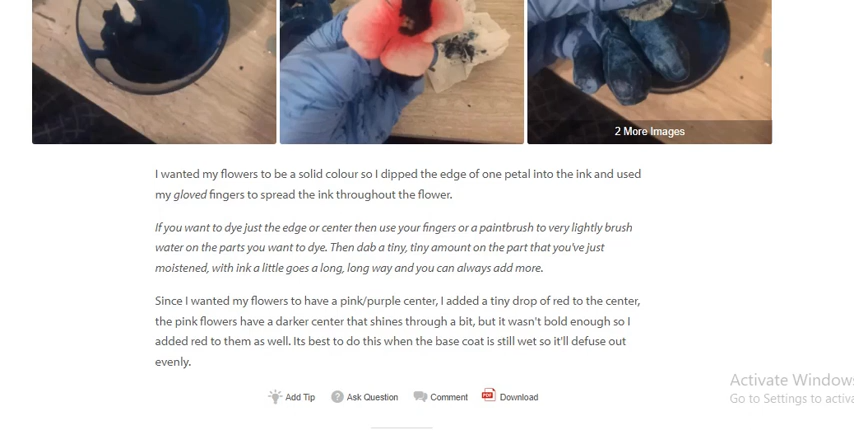 2 More Images
I wanted my flowers to be a solid colour so I dipped the edge of one petal into the ink and used
my gloved fingers to spread the ink throughout the flower.
If you want to dye just the edge or center then use your fingers or a paintbrush to very lightly brush
water on the parts you want to dye. Then dab a tiny, tiny amount on the part that you've just
moistened, with ink a little goes a long, long way and you can always add more.
Since I wanted my flowers to have a pink/purple center, I added a tiny drop of red to the center,
the pink flowers have a darker center that shines through a bit, but it wasn't bold enough so I
added red to them as well. Its best to do this when the base coat is still wet so it'll defuse out
evenly.
Add Tip Ask Question Comment PDF Download
Activate Windows
Go to Settings to activa